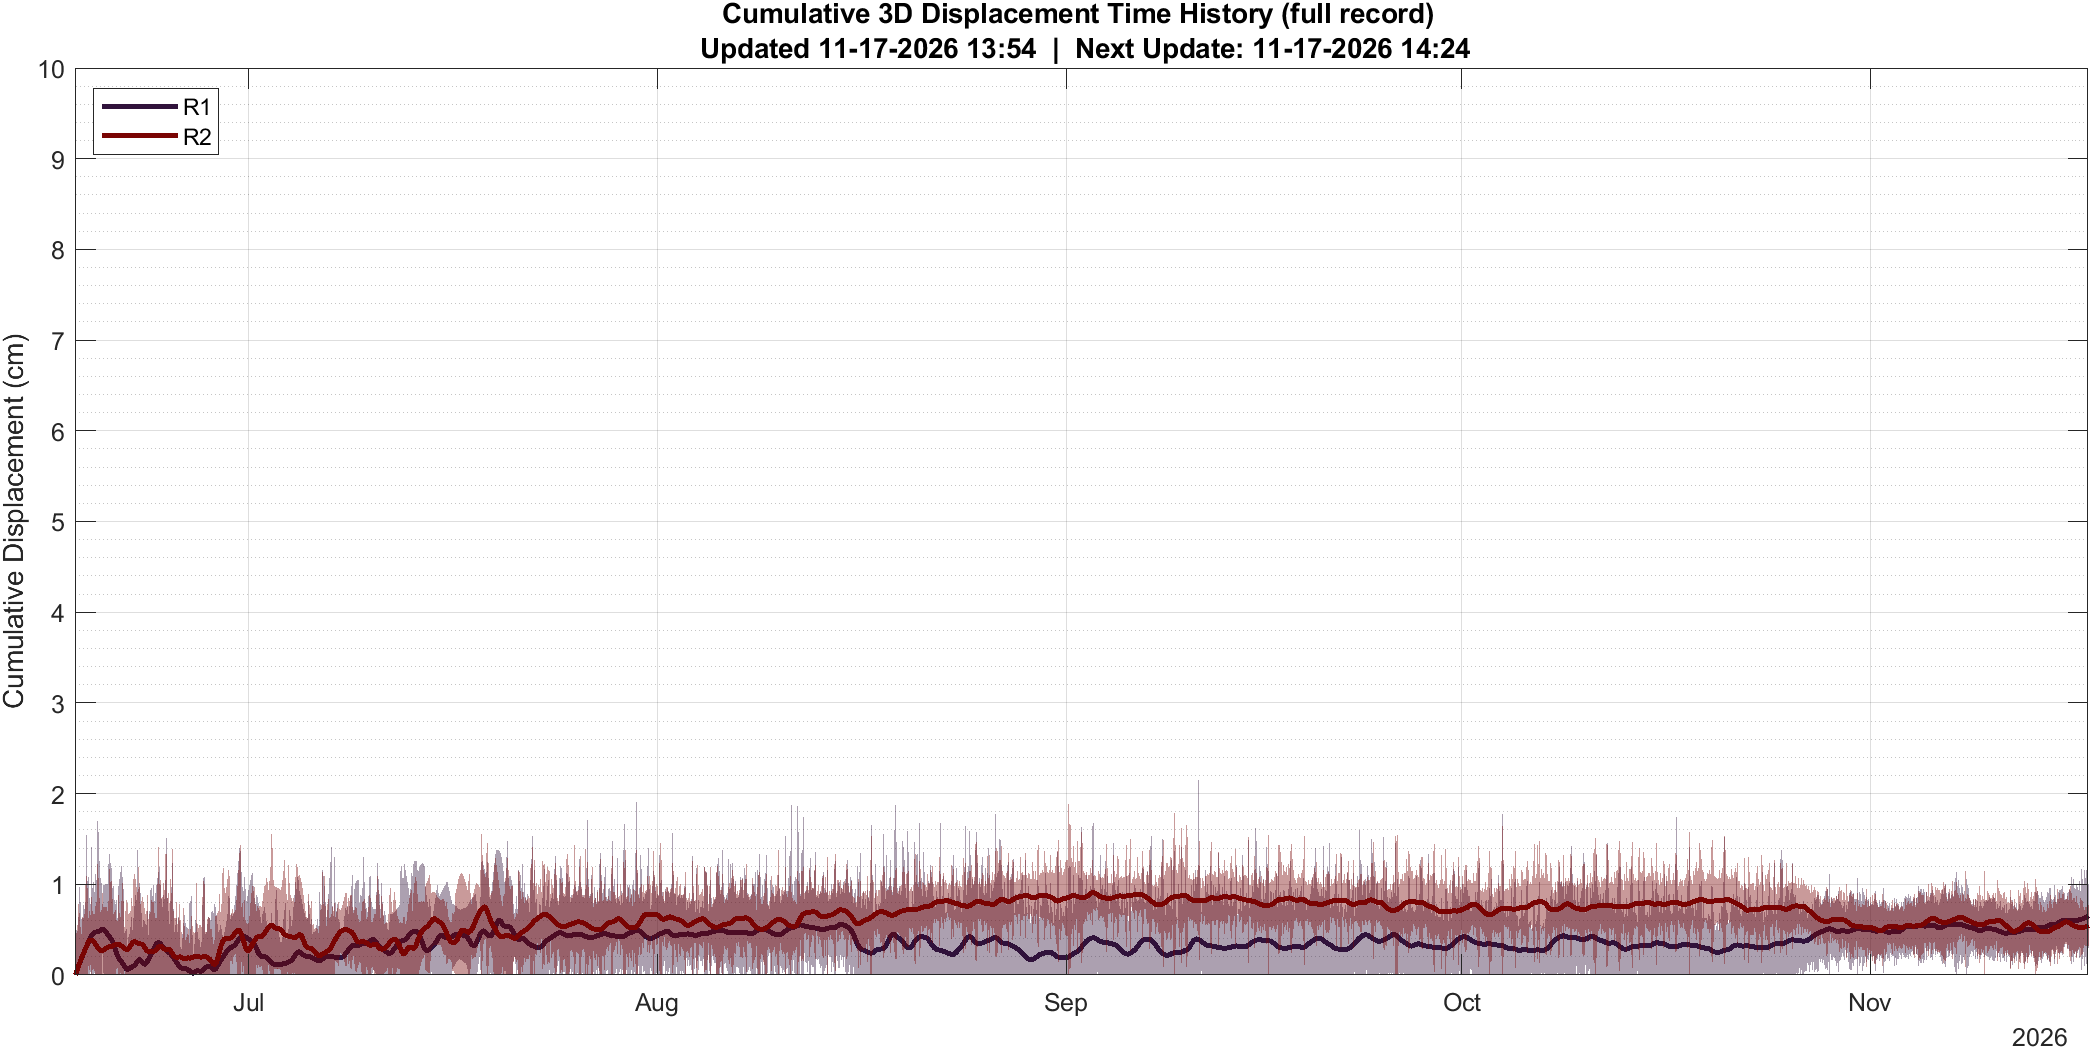 Cumulative 3D Displacement Time History (full record)
Updated 11-17-2026 13:54 | Next Update: 11-17-2026 14:24
Cumulative Displacement (cm)
10
9
8
7
6
5
4
3
2
1
0
R1
R2
Jul
Aug
Sep
Oct
Nov
2026